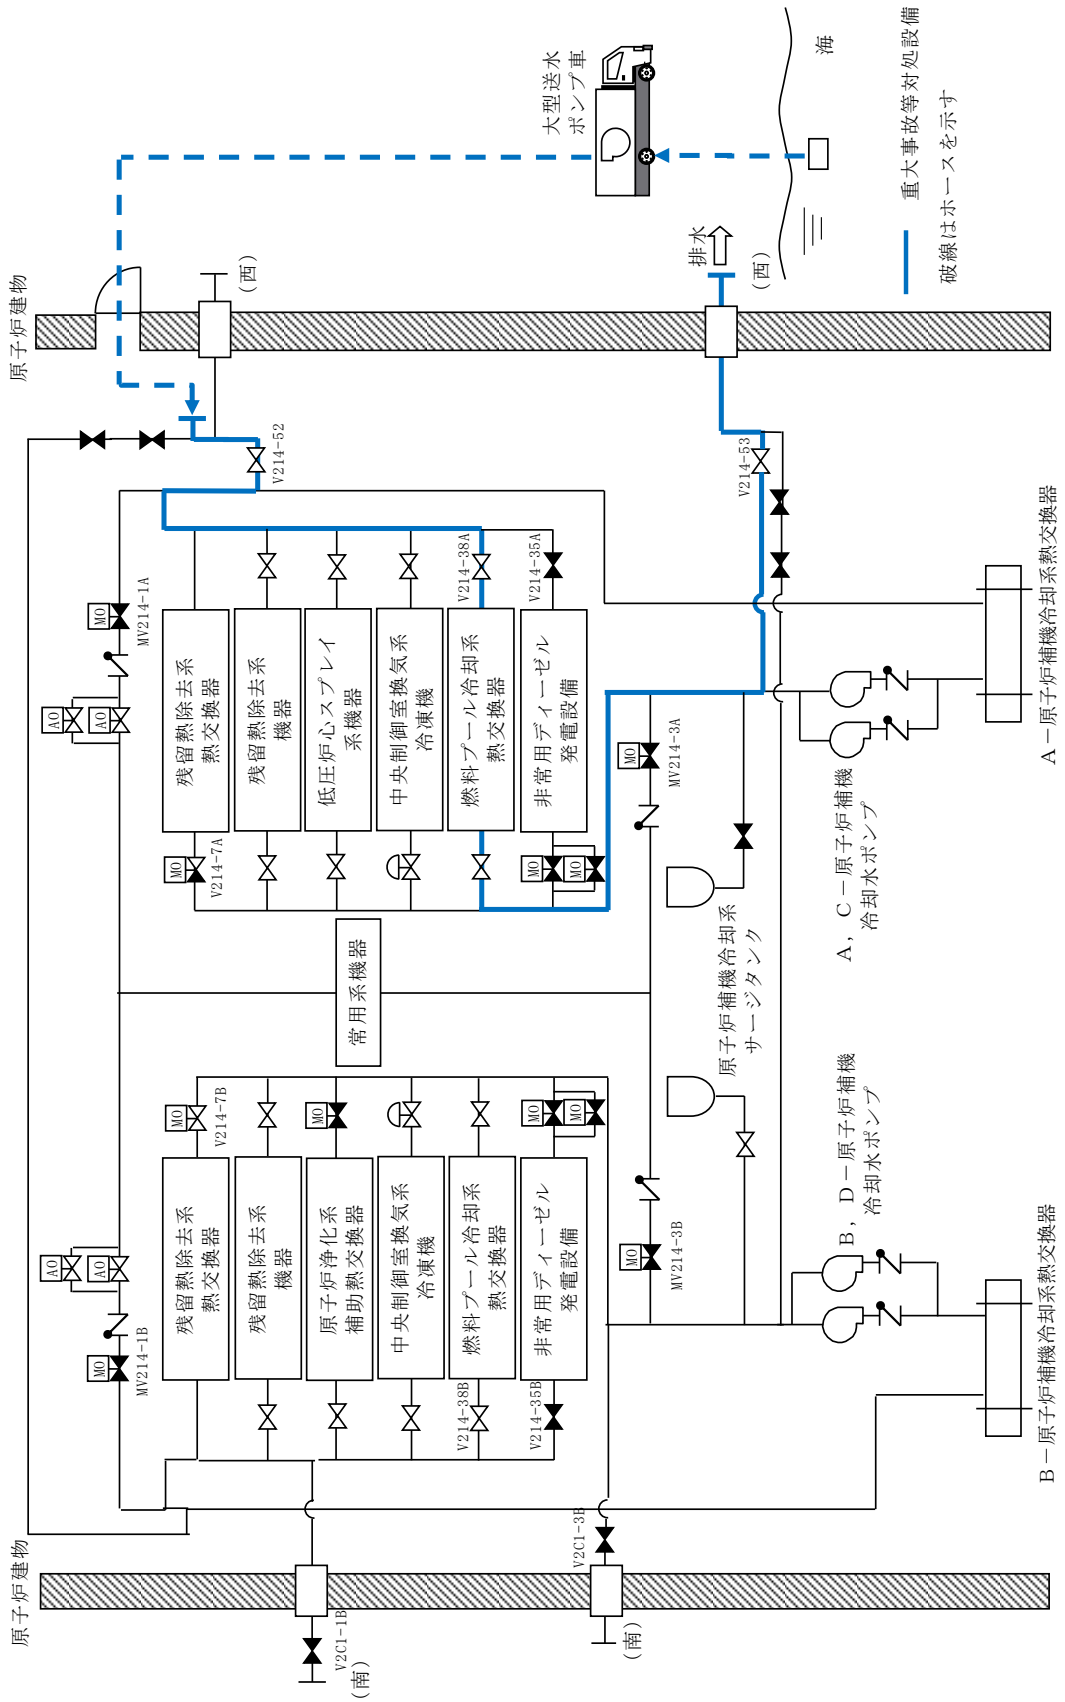 原子炉建物
(西)
大型送水
ポンプ車
海
排水
(西)
重大事故等対処設備
破線はホースを示す
V214-52
V214-53
MO
MV214-1A
AO
AO
残留熱除去系
熱交換器
残留熱除去系
機器
低圧炉心スプレイ
系機器
中央制御室換気系
冷凍機
燃料プール冷却系
熱交換器
非常用ディーゼル
発電設備
V214-38A
V214-35A
MO
V214-7A
MO
MO
MO
MV214-3A
A－原子炉補機冷却系熱交換器
A，C－原子炉補機
冷却水ポンプ
常用系機器
原子炉補機冷却系
サージタンク
MO
V214-7B
MO
MO
MO
残留熱除去系
熱交換器
残留熱除去系
機器
原子炉浄化系
補助熱交換器
中央制御室換気系
冷凍機
燃料プール冷却系
熱交換器
非常用ディーゼル
発電設備
AO
AO
MO
MV214-1B
V214-38B
V214-35B
MO
MV214-3B
B，D－原子炉補機
冷却水ポンプ
B－原子炉補機冷却系熱交換器
原子炉建物
V2C1-3B
V2C1-1B
(南)
(南)